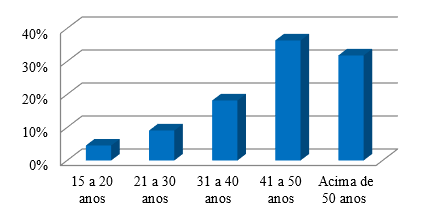 40%
30%
20%
10%
0%
15 a 20 anos
21 a 30 anos
31 a 40 anos
41 a 50 anos
Acima de 50 anos